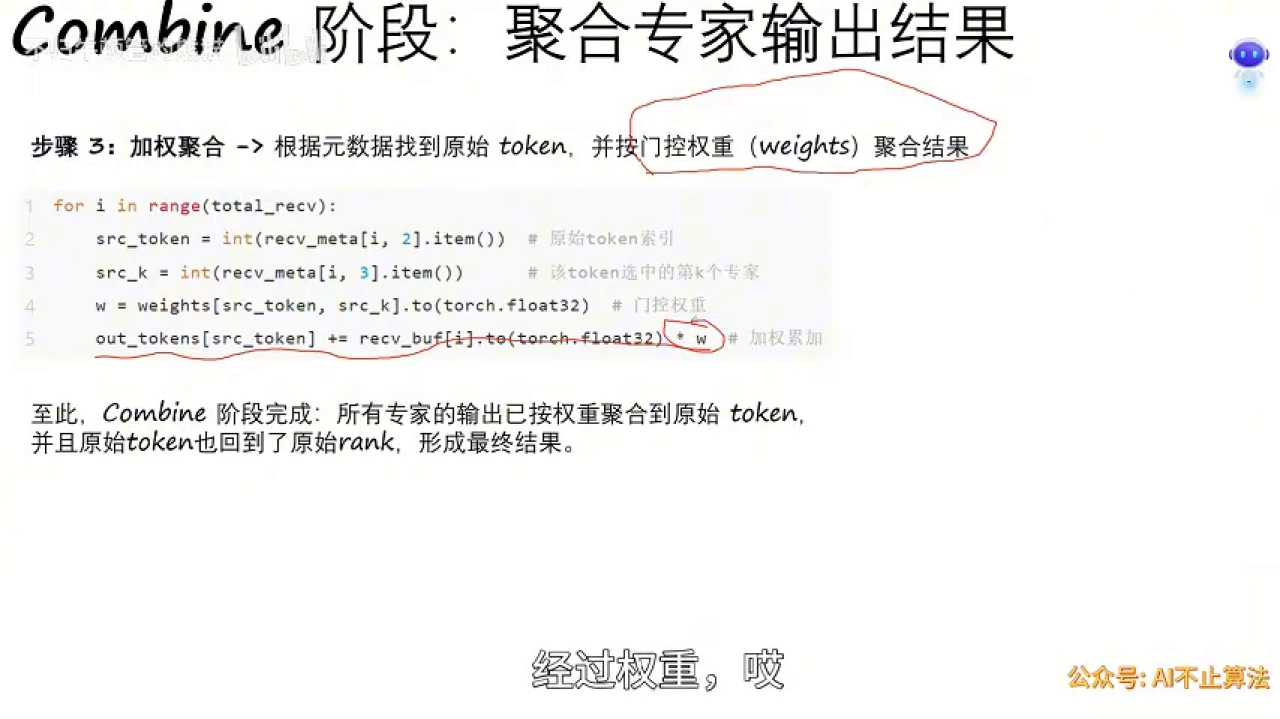 Combine 阶段：聚合专家输出结果
步骤 3：加权聚合 -> 根据元数据找到原始 token，并按门控权重（weights）聚合结果
1 for i in range(total_recv):
2 src_token = int(recv_meta[i, 2].item()) # 原始token索引
3 src_k = int(recv_meta[i, 3].item()) # 该token选中的第k个专家
4 w = weights[src_token, src_k].to(torch.float32) # 门控权重
5 out_tokens[src_token] += recv_buf[i].to(torch.float32) * w # 加权累加
至此，Combine 阶段完成：所有专家的输出已按权重聚合到原始 token，
并且原始token也回到了原始rank，形成最终结果。
经过权重，哎
公众号: AI不止算法